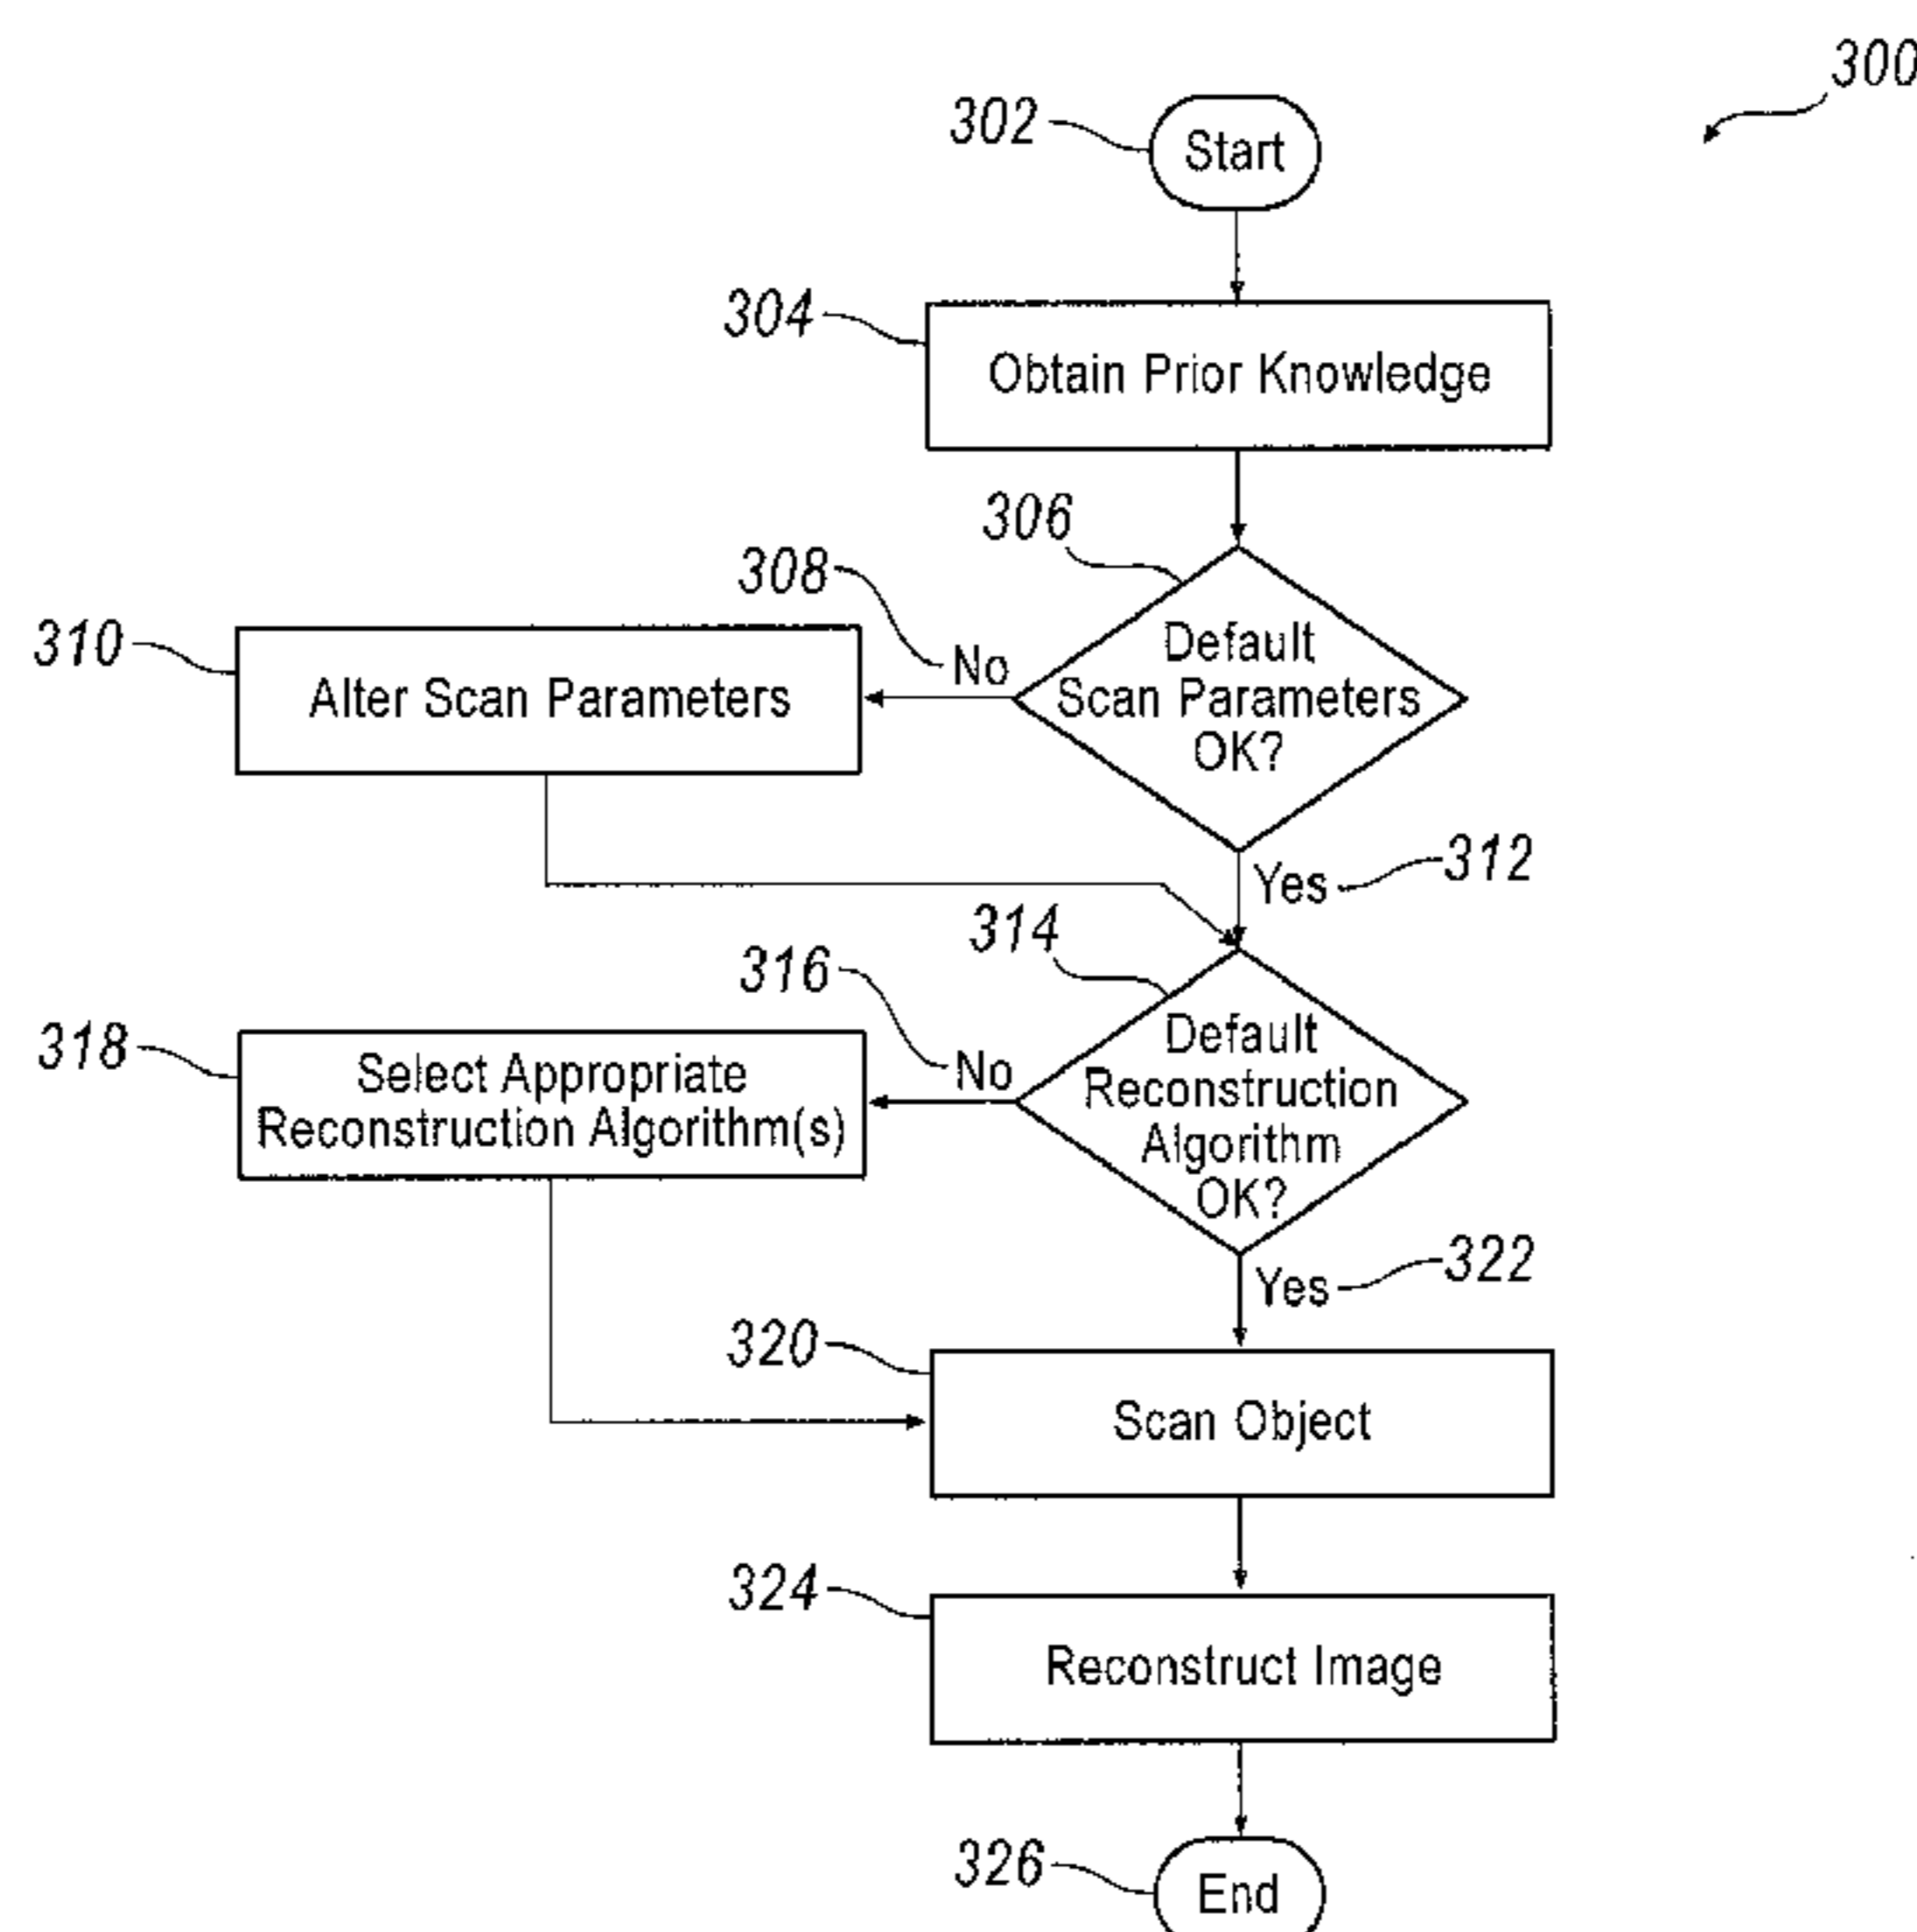 300
302
Start
304
Obtain Prior Knowledge
306
308
310
Alter Scan Parameters
No
Default
Scan Parameters
OK?
Yes
312
314
316
318
Select Appropriate
Reconstruction Algorithm(s)
No
Default
Reconstruction
Algorithm
OK?
Yes
322
320
Scan Object
324
Reconstruct Image
326
End